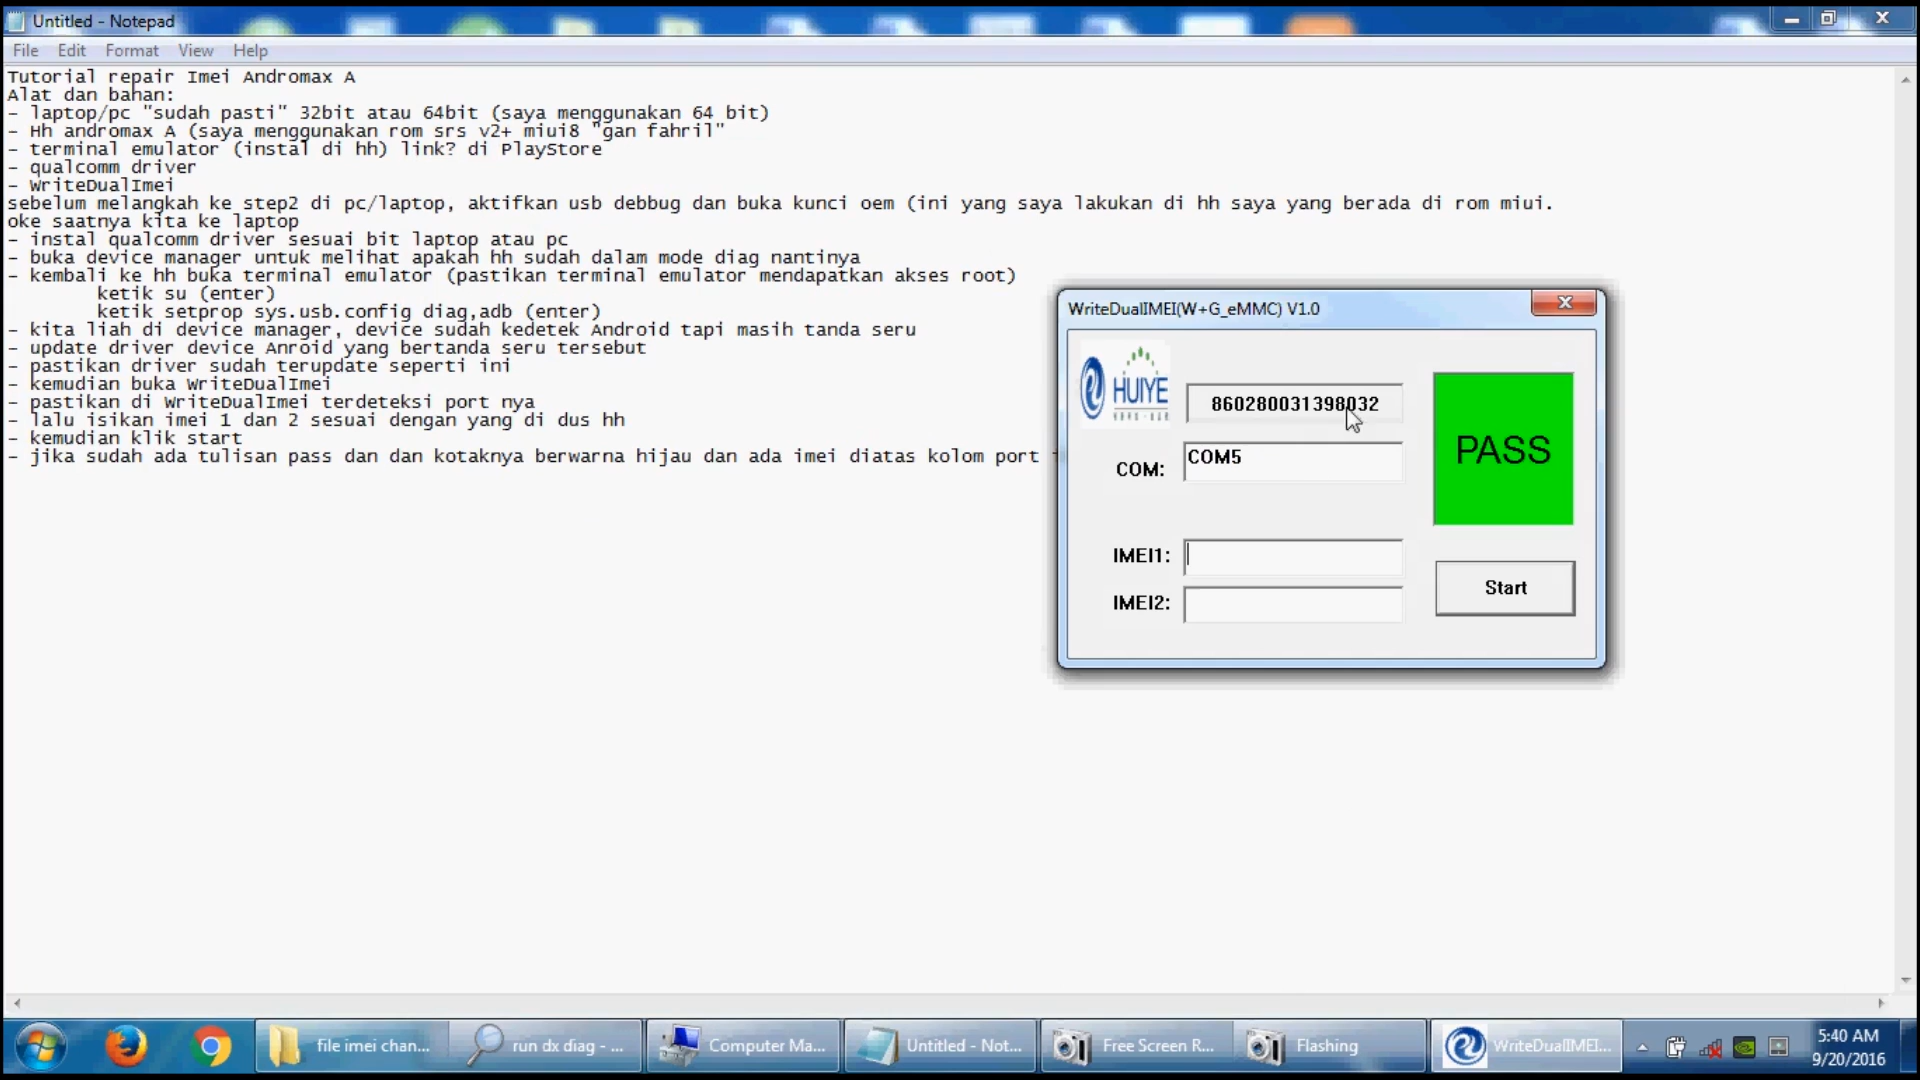 Untitled - Notepad
File Edit Format View Help
Tutorial repair Imei Andromax A
Alat dan bahan:
- laptop/pc "sudah pasti" 32bit atau 64bit (saya menggunakan 64 bit)
- Hh andromax A (saya menggunakan rom srs v2+ miui8 "gan fahril"
- terminal emulator (instal di hh) link? di PlayStore
- qualcomm driver
- WriteDualImei
sebelum melangkah ke step2 di pc/laptop, aktifkan usb debbug dan buka kunci oem (ini yang saya lakukan di hh saya yang berada di rom miui.
oke saatnya kita ke laptop
- instal qualcomm driver sesuai bit laptop atau pc
- buka device manager untuk melihat apakah hh sudah dalam mode diag nantinya
- kembali ke hh buka terminal emulator (pastikan terminal emulator mendapatkan akses root)
ketik su (enter)
ketik setprop sys.usb.config diag,adb (enter)
- kita liah di device manager, device sudah kedetek Android tapi masih tanda seru
- update driver device Anroid yang bertanda seru tersebut
- pastikan driver sudah terupdate seperti ini
- kemudian buka WriteDualImei
- pastikan di WriteDualImei terdeteksi port nya
- lalu isikan imei 1 dan 2 sesuai dengan yang di dus hh
- kemudian klik start
- jika sudah ada tulisan pass dan dan kotaknya berwarna hijau dan ada imei diatas kolom port
WriteDualIMEI(W+G_eMMC) V1.0
HUIYE
860280031398032
COM: COM5
PASS
IMEI1:
IMEI2:
Start
file imei chan...
run dx diag - ...
Computer Ma...
Untitled - Not...
Free Screen R...
Flashing
WriteDualIMEI...
5:40 AM
9/20/2016